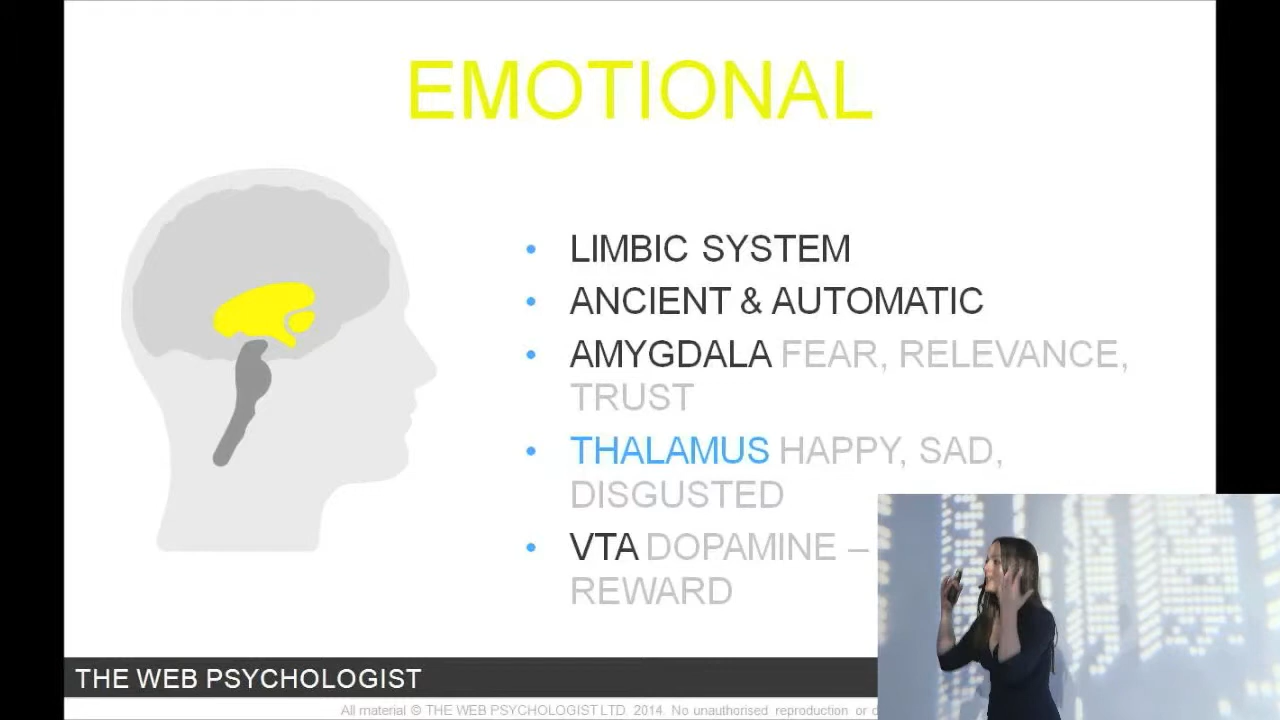 EMOTIONAL
• LIMBIC SYSTEM
• ANCIENT & AUTOMATIC
• AMYGDALA FEAR, RELEVANCE,
TRUST
• THALAMUS HAPPY, SAD,
DISGUSTED
• VTA DOPAMINE –
REWARD
THE WEB PSYCHOLOGIST
All material © THE WEB PSYCHOLOGIST LTD. 2014. No unauthorised reproduction or